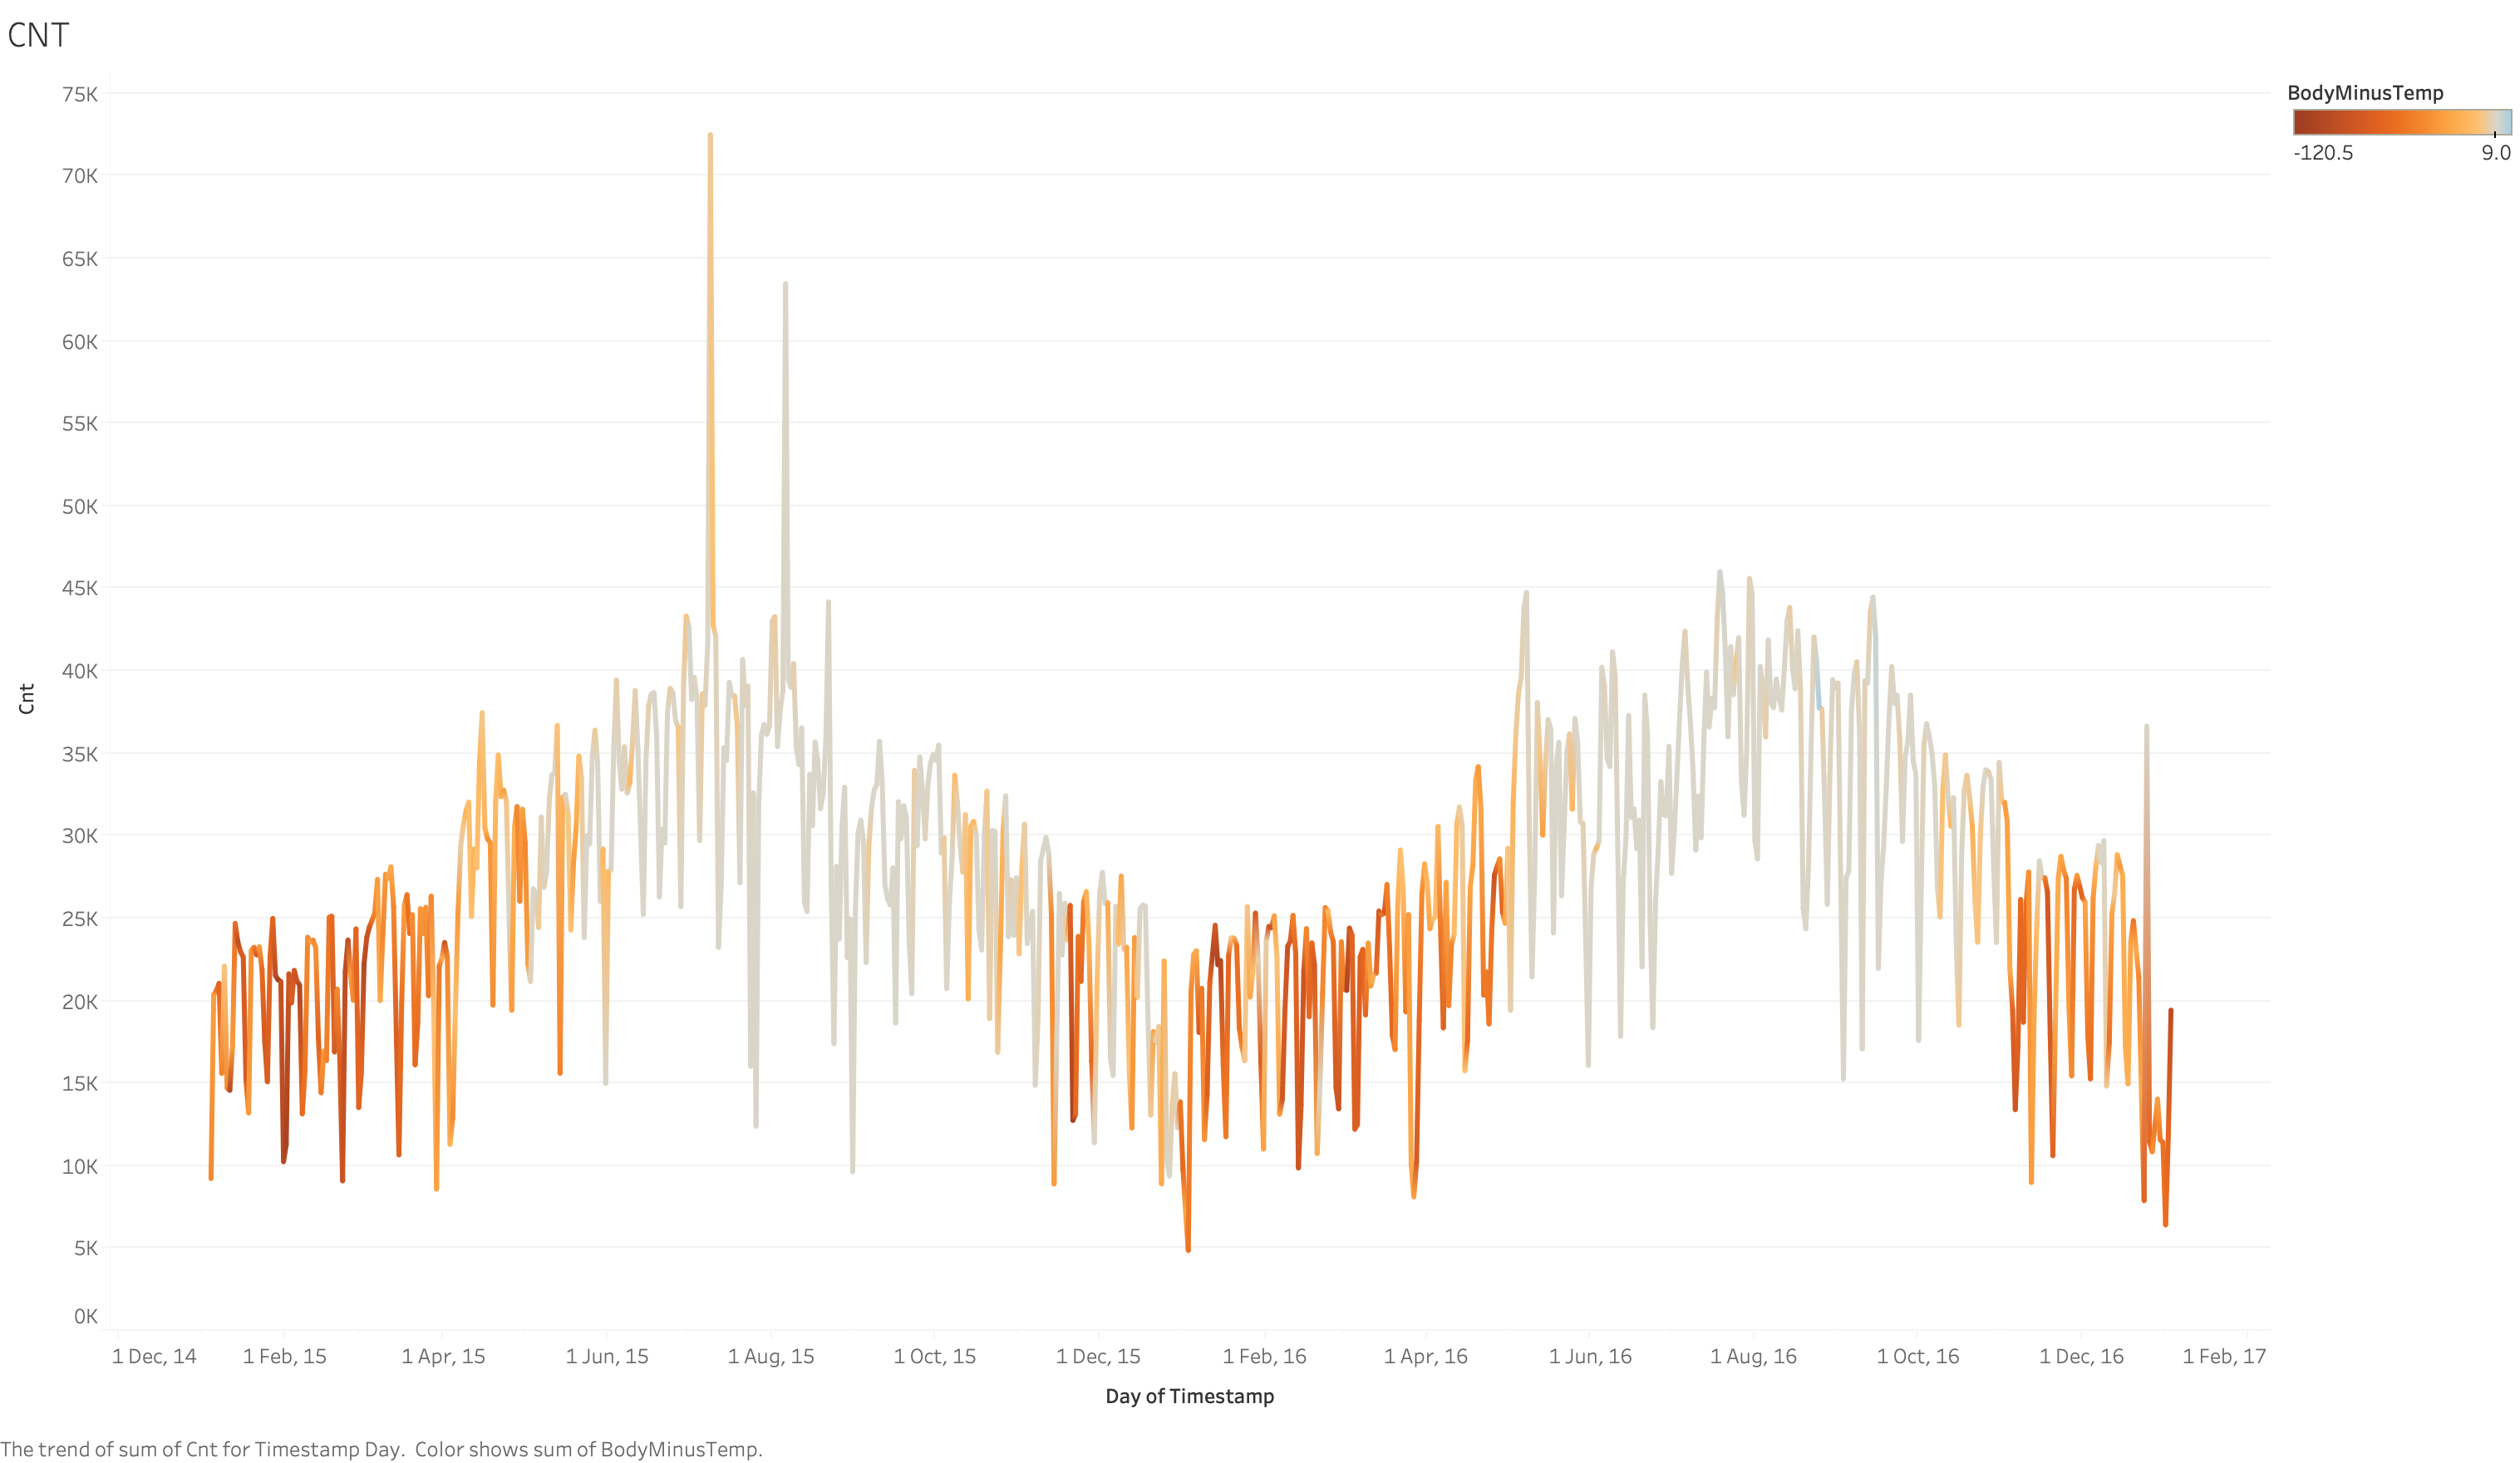 CNT
75K
70K
65K
60K
55K
50K
45K
40K
35K
30K
25K
20K
15K
10K
5K
0K
Cnt
1 Dec, 14 1 Feb, 15 1 Apr, 15 1 Jun, 15 1 Aug, 15 1 Oct, 15 1 Dec, 15 1 Feb, 16 1 Apr, 16 1 Jun, 16 1 Aug, 16 1 Oct, 16 1 Dec, 16 1 Feb, 17
Day of Timestamp
BodyMinusTemp
-120.5 9.0
The trend of sum of Cnt for Timestamp Day. Color shows sum of BodyMinusTemp.